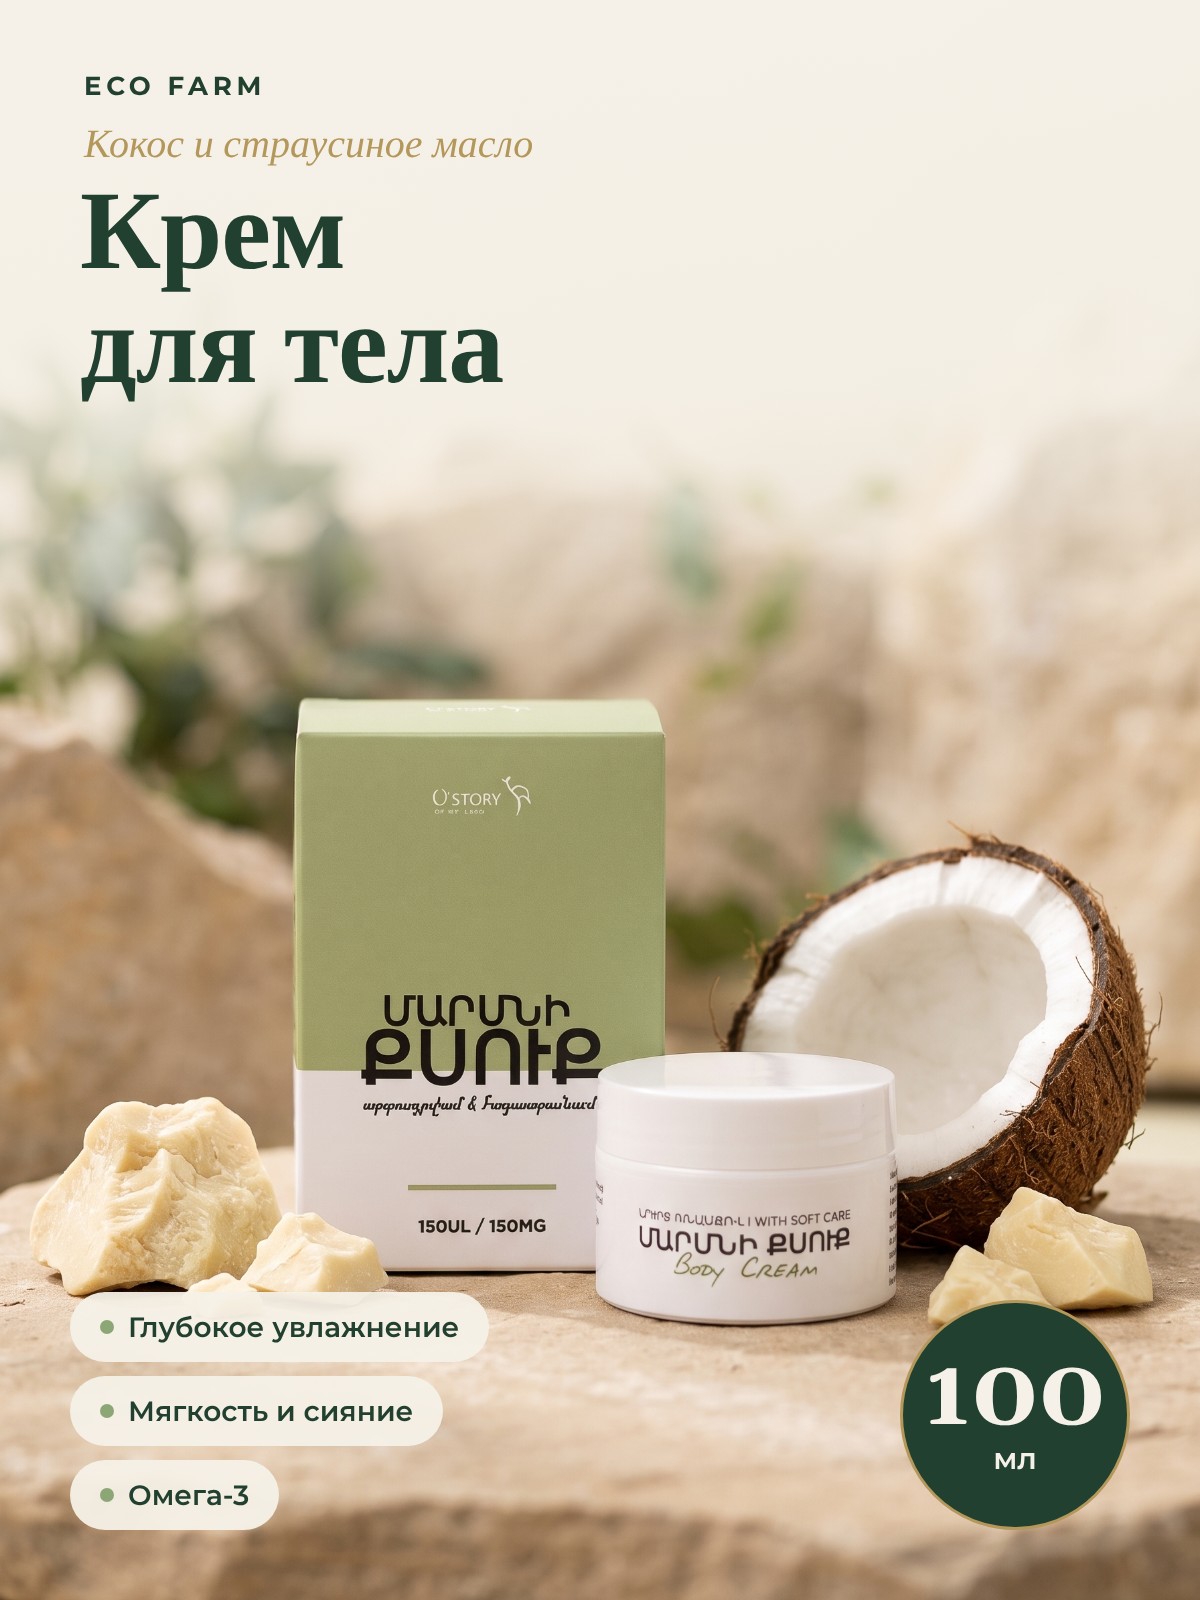 ECO FARM
Кокос и страусиное масло
Крем
для тела
O'STORY
ՄԱՐՄՆԻ
ՔՍՈՒՔ
150UL / 150MG
WITH SOFT CARE
ՄԱՐՄՆԻ ՔՍՈՒՔ
BODY CREAM
Глубокое увлажнение
Мягкость и сияние
Омега-3
100
мл